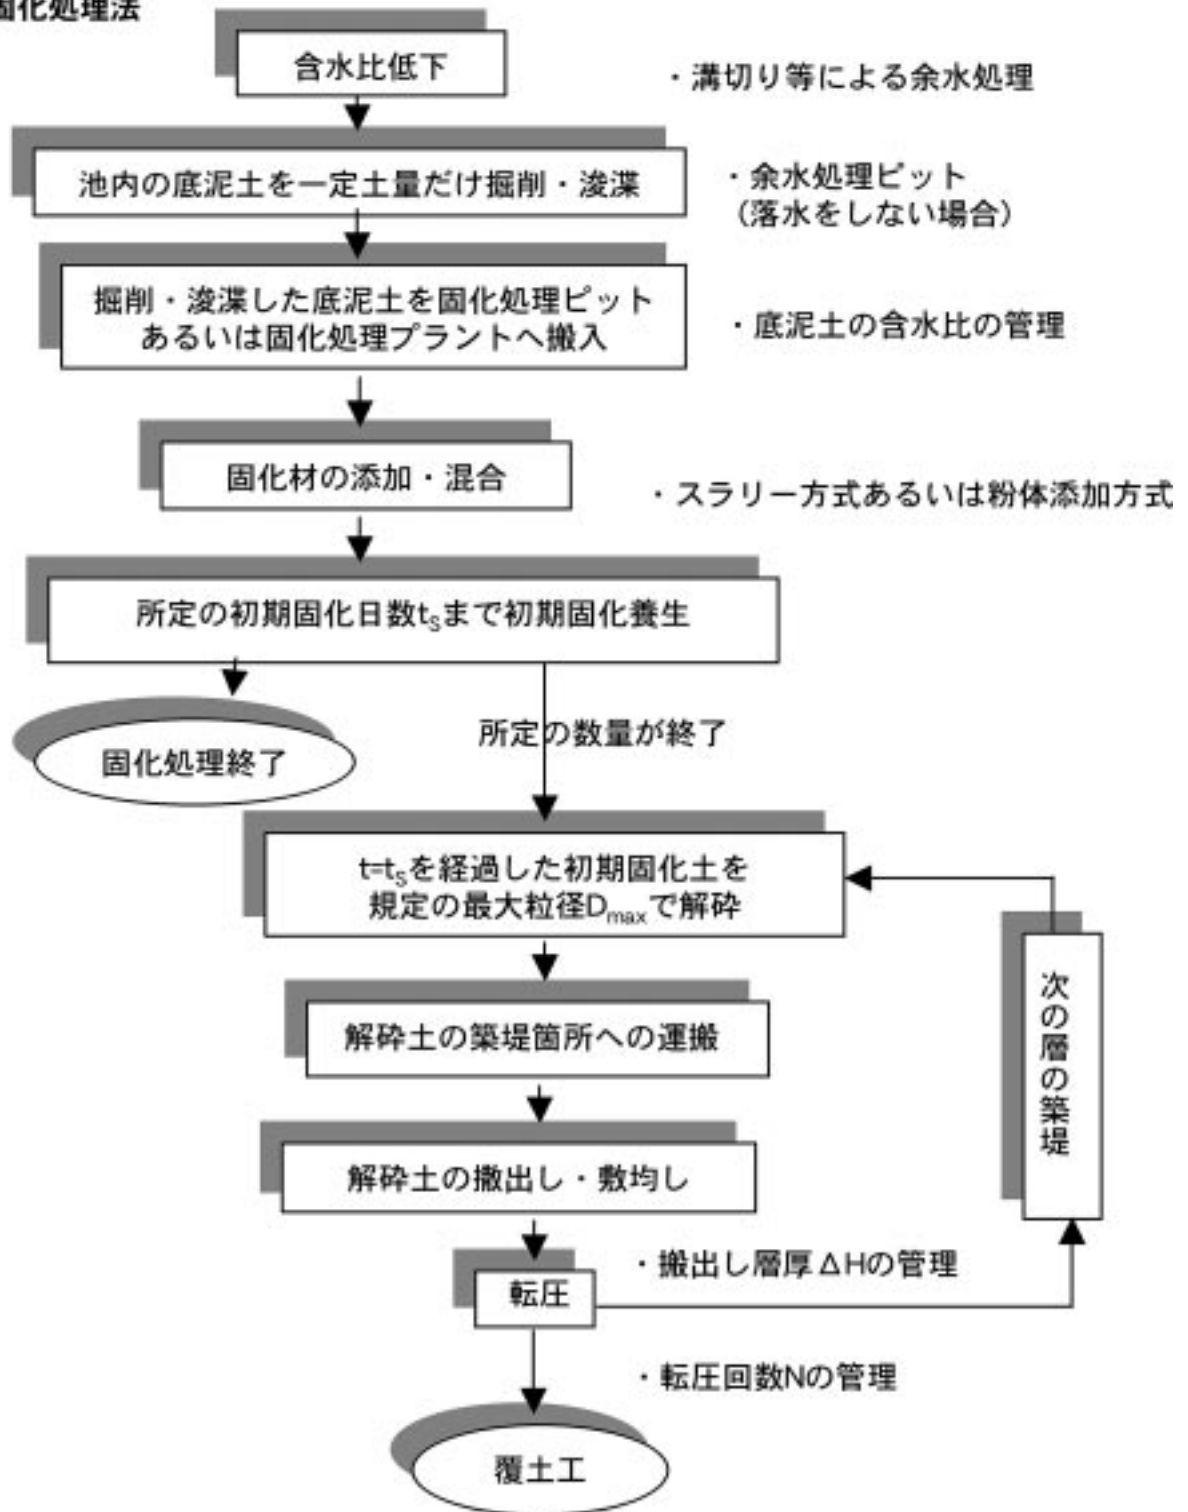 固化処理法
含水比低下
・溝切り等による余水処理
池内の底泥土を一定土量だけ掘削・浚渫
・余水処理ピット
（落水をしない場合）
掘削・浚渫した底泥土を固化処理ピット
あるいは固化処理プラントへ搬入
・底泥土の含水比の管理
固化材の添加・混合
・スラリー方式あるいは粉体添加方式
所定の初期固化日数tsまで初期固化養生
固化処理終了
所定の数量が終了
t=tsを経過した初期固化土を
規定の最大粒径Dmaxで解砕
次の層の築堤
解砕土の築堤箇所への運搬
解砕土の撒出し・敷均し
・搬出し層厚ΔHの管理
転圧
・転圧回数Nの管理
覆土工